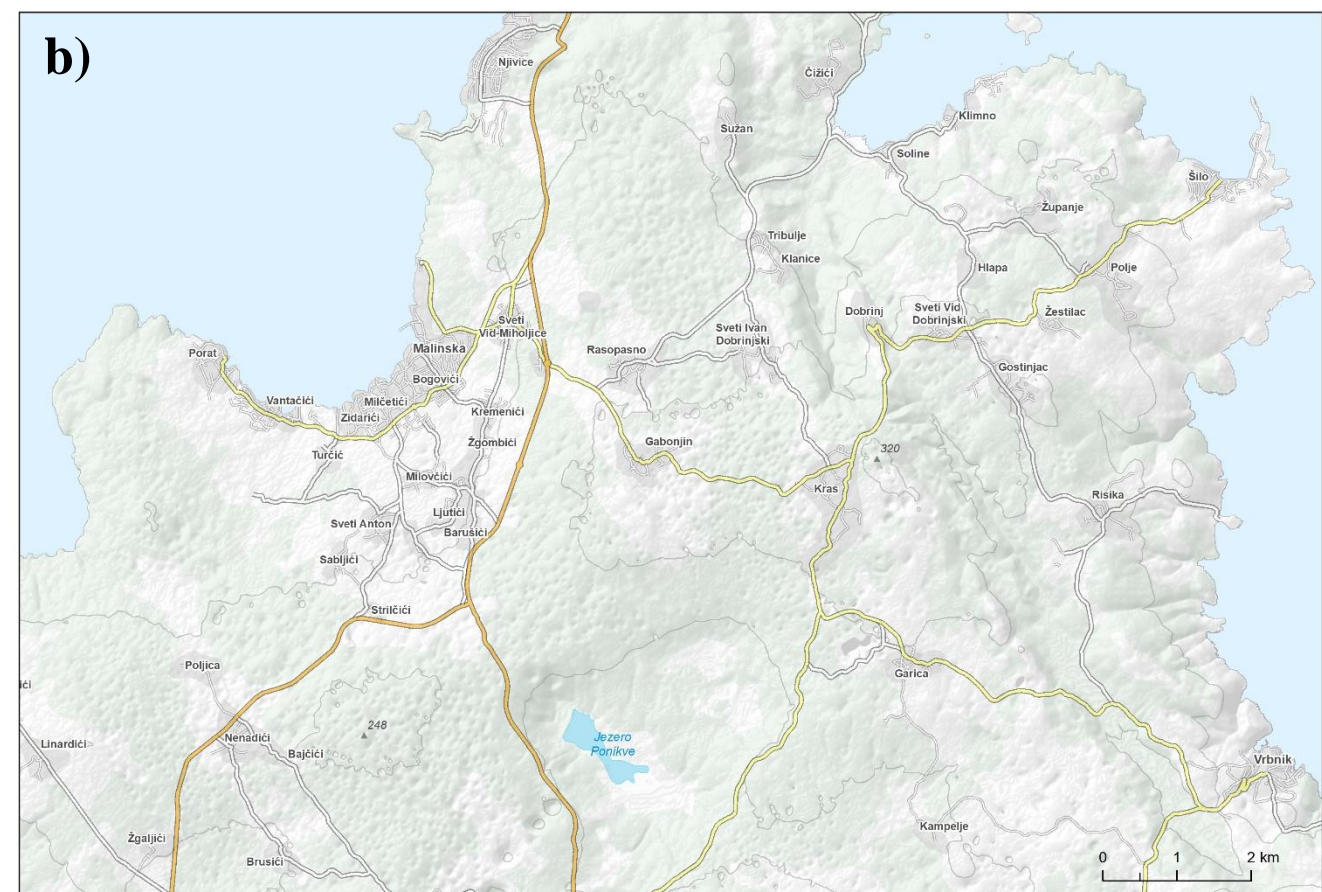 b)
Njivice
Čižići
Klimno
Sužan
Soline
Šilo
Županje
Tribulje
Klanice
Hlapa
Polje
Dobrinj
Sveti Vid
Dobrinjski
Žestilac
Sveti
Vid-Miholjice
Sveti Ivan
Dobrinjski
Malinska
Rasopasno
Porat
Gostinjac
Bogovići
Vantačići
Milčetići
Zidarići
Kremenići
Žgombići
Gabonjin
320
Turčić
Milovčići
Kras
Risika
Ljutići
Sveti Anton
Barušići
Sabljići
Strilčići
Poljica
Garica
ići
248
Nenadići
Linardići
Bajčići
Jezero
Ponikve
Vrbnik
Kampelje
Žgaljići
Brusići
0 1 2 km